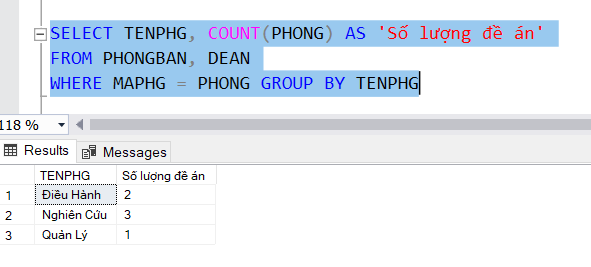 SELECT TENPHG, COUNT(PHONG) AS 'Số lượng đề án'
FROM PHONGBAN, DEAN
WHERE MAPHG = PHONG GROUP BY TENPHG
118 %
Results Messages
TENPHG Số lượng đề án
1 Điều Hành 2
2 Nghiên Cứu 3
3 Quản Lý 1